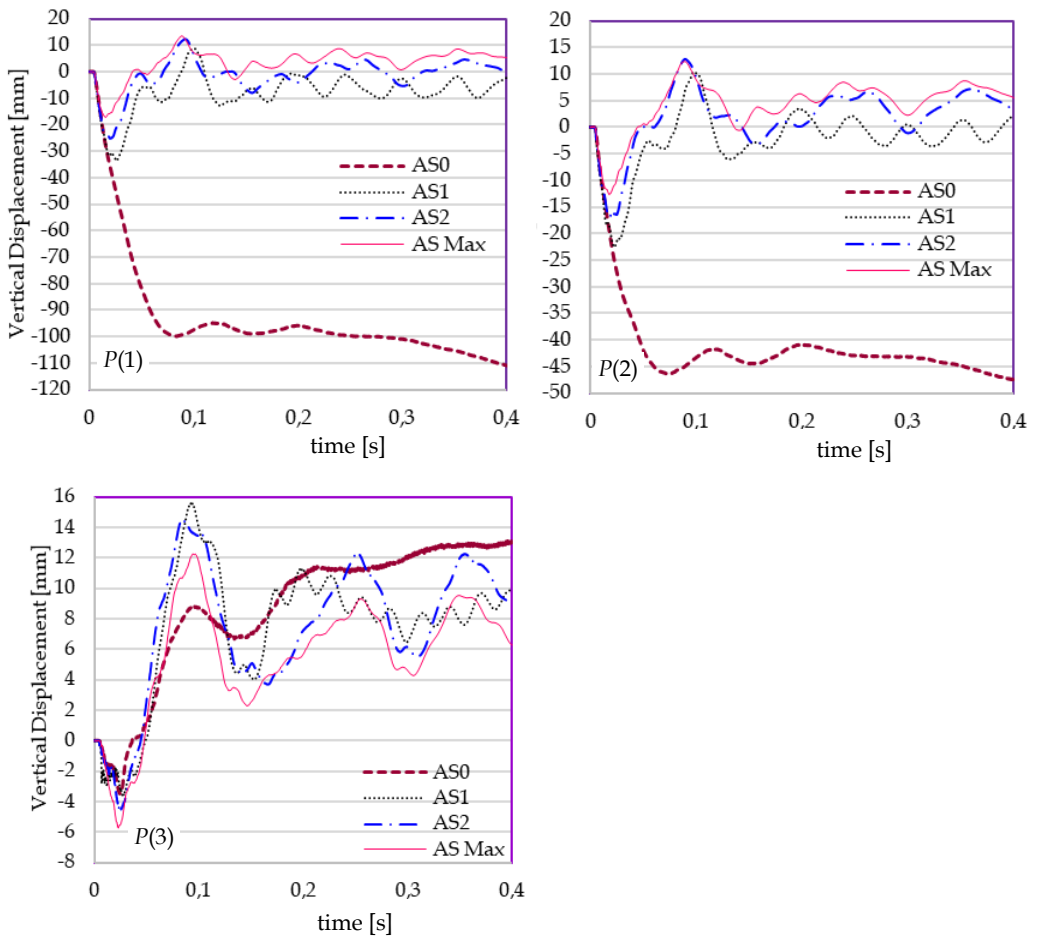 20
10
0
-10
-20
-30
-40
-50
-60
-70
-80
-90
-100
-110
-120
Vertical Displacement [mm]
AS0
AS1
AS2
AS Max
P(1)
0
0,1
0,2
0,3
0,4
time [s]
20
15
10
5
0
-5
-10
-15
-20
-25
-30
-35
-40
-45
-50
AS0
AS1
AS2
AS Max
P(2)
0
0,1
0,2
0,3
0,4
time [s]
16
14
12
10
8
6
4
2
0
-2
-4
-6
-8
Vertical Displacement [mm]
AS0
AS1
AS2
AS Max
P(3)
0
0,1
0,2
0,3
0,4
time [s]